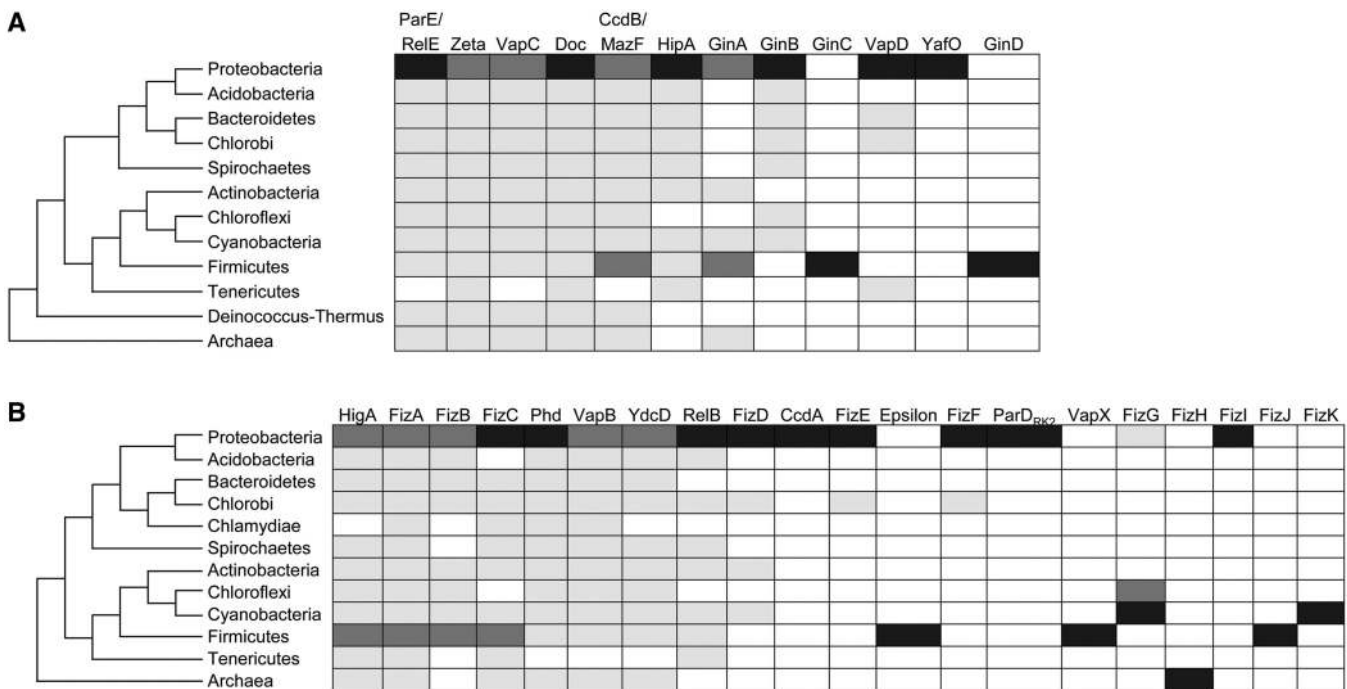 A
ParE/ CcdB/
RelE Zeta VapC Doc MazF HipA GinA GinB GinC VapD YafO GinD
Proteobacteria
Acidobacteria
Bacteroidetes
Chlorobi
Spirochaetes
Actinobacteria
Chloroflexi
Cyanobacteria
Firmicutes
Tenericutes
Deinococcus-Thermus
Archaea
B
HigA FizA FizB FizC Phd VapB YdcD RelB FizD CcdA FizE Epsilon FizF ParD RK2 VapX FizG FizH FizI FizJ FizK
Proteobacteria
Acidobacteria
Bacteroidetes
Chlorobi
Chlamydiae
Spirochaetes
Actinobacteria
Chloroflexi
Cyanobacteria
Firmicutes
Tenericutes
Archaea